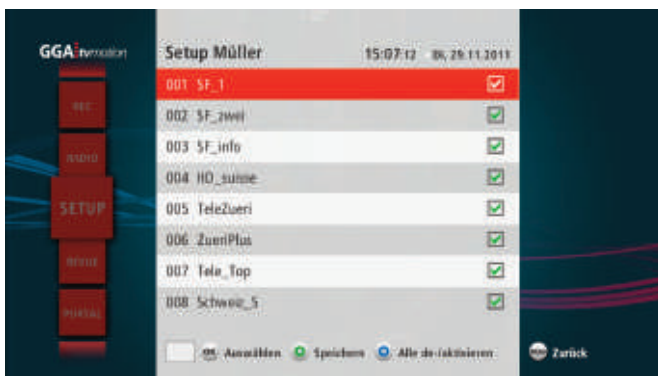 GGA tvmotion
Setup Müller 15:07:12 Di, 29.11.2011
001 SF_1
REC
002 SF_zwei
003 SF_info
RADIO
004 HD_suisse
SETUP
005 TeleZueri
006 ZueriPlus
007 Tele_Top
PORTAL
008 Schweiz_5
OK Auswählen Speichern Alle de-/aktivieren Zurück